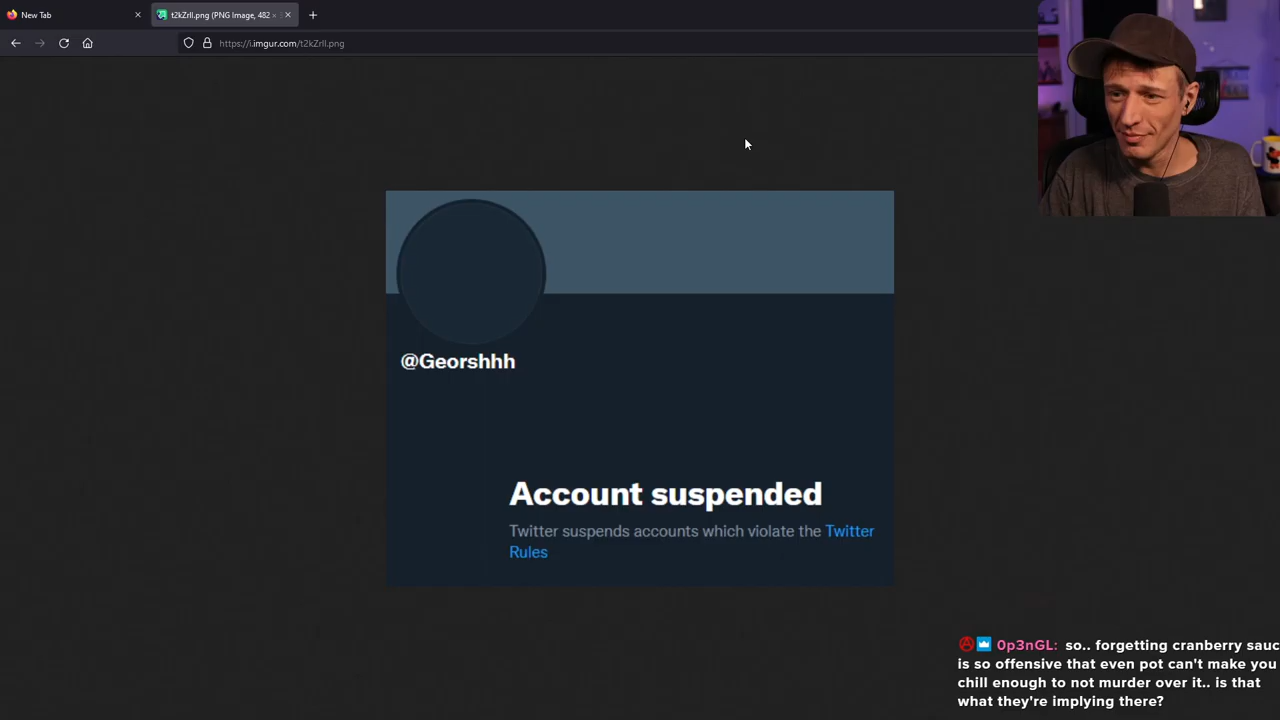 New Tab
t2kZrll.png (PNG Image, 482 ×
https://i.imgur.com/t2kZrll.png
@Georshhh
Account suspended
Twitter suspends accounts which violate the Twitter
Rules
0p3nGL: so.. forgetting cranberry sauc
is so offensive that even pot can't make you
chill enough to not murder over it.. is that
what they're implying there?